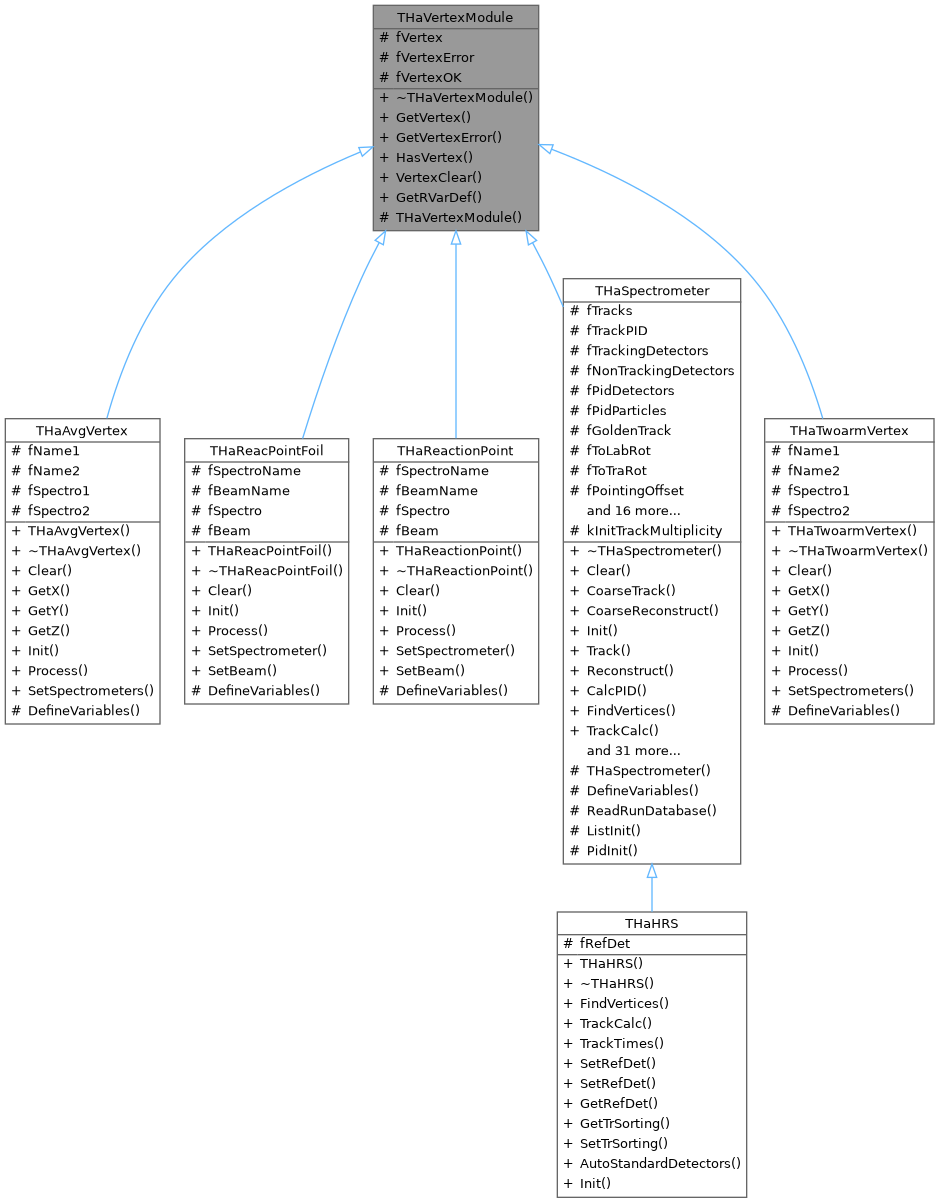 THaVertexModule
# fVertex
# fVertexError
# fVertexOK
+ ~THaVertexModule()
+ GetVertex()
+ GetVertexError()
+ HasVertex()
+ VertexClear()
+ GetRVarDef()
# THaVertexModule()
THaAvgVertex
# fName1
# fName2
# fSpectro1
# fSpectro2
+ THaAvgVertex()
+ ~THaAvgVertex()
+ Clear()
+ GetX()
+ GetY()
+ GetZ()
+ Init()
+ Process()
+ SetSpectrometers()
# DefineVariables()
THaReacPointFoil
# fSpectroName
# fBeamName
# fSpectro
# fBeam
+ THaReacPointFoil()
+ ~THaReacPointFoil()
+ Clear()
+ Init()
+ Process()
+ SetSpectrometer()
+ SetBeam()
# DefineVariables()
THaReactionPoint
# fSpectroName
# fBeamName
# fSpectro
# fBeam
+ THaReactionPoint()
+ ~THaReactionPoint()
+ Clear()
+ Init()
+ Process()
+ SetSpectrometer()
+ SetBeam()
# DefineVariables()
THaSpectrometer
# fTracks
# fTrackPID
# fTrackingDetectors
# fNonTrackingDetectors
# fPidDetectors
# fPidParticles
# fGoldenTrack
# fToLabRot
# fToTraRot
# fPointingOffset
and 16 more...
# kInitTrackMultiplicity
+ ~THaSpectrometer()
+ Clear()
+ CoarseTrack()
+ CoarseReconstruct()
+ Init()
+ Track()
+ Reconstruct()
+ CalcPID()
+ FindVertices()
+ TrackCalc()
and 31 more...
# THaSpectrometer()
# DefineVariables()
# ReadRunDatabase()
# ListInit()
# PidInit()
THaTwoarmVertex
# fName1
# fName2
# fSpectro1
# fSpectro2
+ THaTwoarmVertex()
+ ~THaTwoarmVertex()
+ Clear()
+ GetX()
+ GetY()
+ GetZ()
+ Init()
+ Process()
+ SetSpectrometers()
# DefineVariables()
THaHRS
# fRefDet
+ THaHRS()
+ ~THaHRS()
+ FindVertices()
+ TrackCalc()
+ TrackTimes()
+ SetRefDet()
+ SetRefDet()
+ GetRefDet()
+ GetTrSorting()
+ SetTrSorting()
+ AutoStandardDetectors()
+ Init()